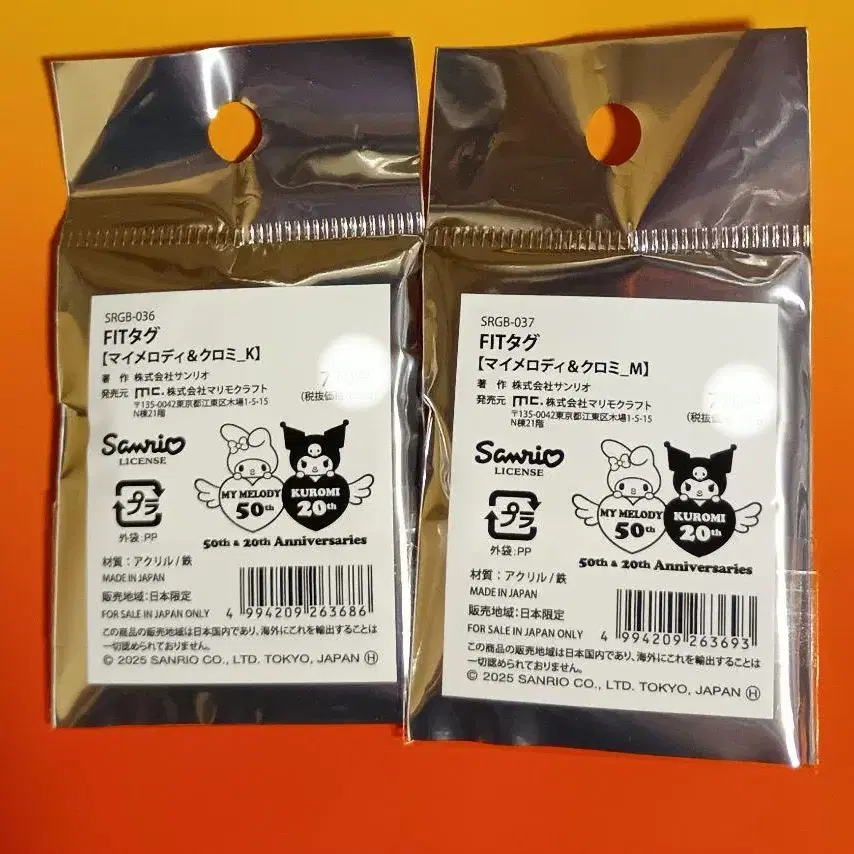 SRGB-036
FITタグ
【マイメロディ&クロミ_K】
著 作 株式会社サンリオ
発売元 mc.株式会社マリモクラフト
〒135-0042東京都江東区木場1-5-15
N棟21階
(税抜価格
Sanrio
LICENSE
プラ
外袋:PP
MY MELODY
50th
KUROMI
20th
50th & 20th Anniversaries
材質:アクリル/鉄
MADE IN JAPAN
販売地域:日本限定
FOR SALE IN JAPAN ONLY
4 994209 263686
この商品の販売地域は日本国内であり、海外にこれを輸出することは
一切認められておりません。
© 2025 SANRIO CO., LTD. TOKYO, JAPAN Ⓗ
SRGB-037
FITタグ
【マイメロディ&クロミ_M】
著 作 株式会社サンリオ
発売元 mc.株式会社マリモクラフト
〒135-0042東京都江東区木場1-5-15
N棟21階
(税抜価格
Sanrio
LICENSE
プラ
外袋:PP
MY MELODY
50th
KUROMI
20th
50th & 20th Anniversaries
材質:アクリル/鉄
MADE IN JAPAN
販売地域:日本限定
FOR SALE IN JAPAN ONLY
4 994209 263693
この商品の販売地域は日本国内であり、海外にこれを輸出することは
一切認められておりません。
© 2025 SANRIO CO., LTD. TOKYO, JAPAN Ⓗ